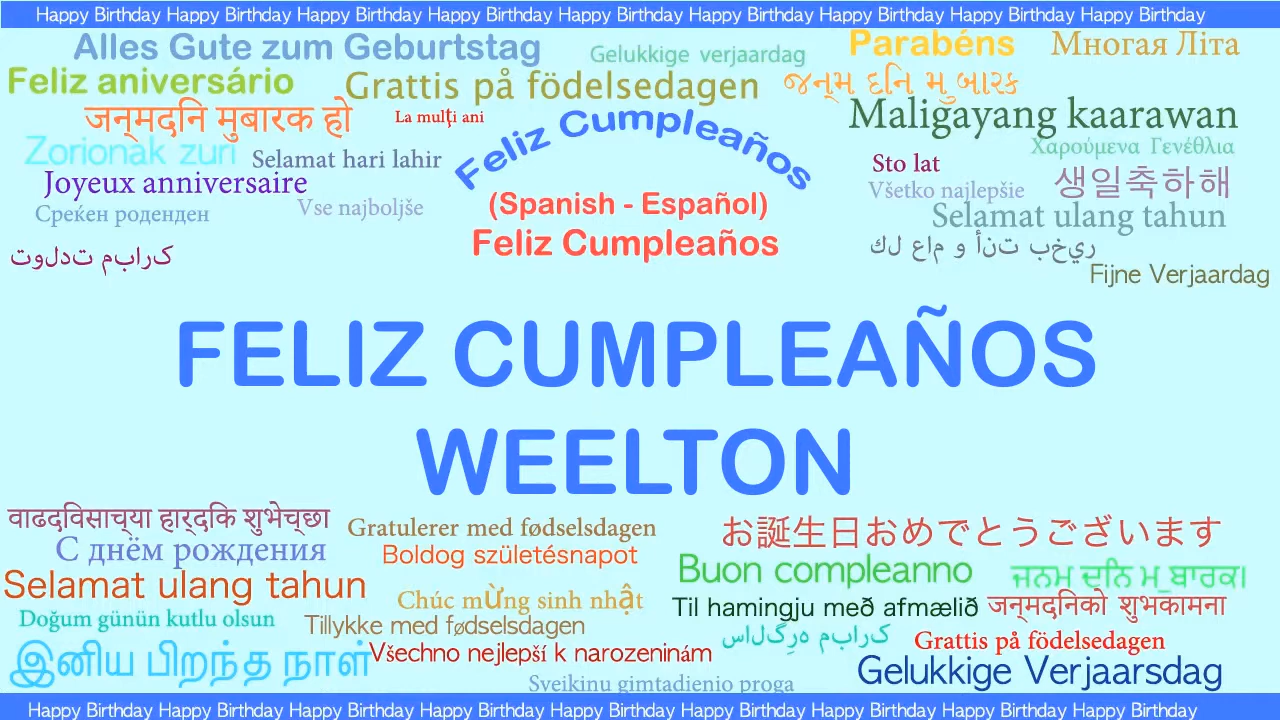 Happy Birthday Happy Birthday Happy Birthday Happy Birthday Happy Birthday Happy Birthday Happy Birthday Happy Birthday Happy Birthday
Alles Gute zum Geburtstag
Gelukkige verjaardag
Parabéns
Многая Літа
Feliz aniversário
Grattis på födelsedagen
જન્મ દિન મુબારક
जन्मदिन मुबारक हो
La mulţi ani
Feliz Cumpleaños
Maligayang kaarawan
Zorionak zuri
Selamat hari lahir
Χαρούμενα Γενέθλια
Sto lat
Joyeux anniversaire
(Spanish - Español)
Všetko najlepšie
생일축하해
Среќен роденден
Vse najboljše
Selamat ulang tahun
Feliz Cumpleaños
تولدت مبارک
كل عام و أنت بخير
Fijne Verjaardag
FELIZ CUMPLEAÑOS
WEELTON
वाढदिवसाच्या हार्दिक शुभेच्छा
Gratulerer med fødselsdagen
お誕生日おめでとうございます
С днём рождения
Boldog születésnapot
Buon compleanno
ਜਨਮ ਦਿਨ ਮੁਬਾਰਕ।
Selamat ulang tahun
Chúc mừng sinh nhật
Til hamingju með afmælið
जन्मदिनको शुभकामना
Doğum günün kutlu olsun
Tillykke med fødselsdagen
سالگرہ مبارک
Grattis på födelsedagen
இனிய பிறந்த நாள்
Všechno nejlepší k narozeninám
Gelukkige Verjaarsdag
Sveikinu gimtadienio proga
Happy Birthday Happy Birthday Happy Birthday Happy Birthday Happy Birthday Happy Birthday Happy Birthday Happy Birthday Happy Birthday